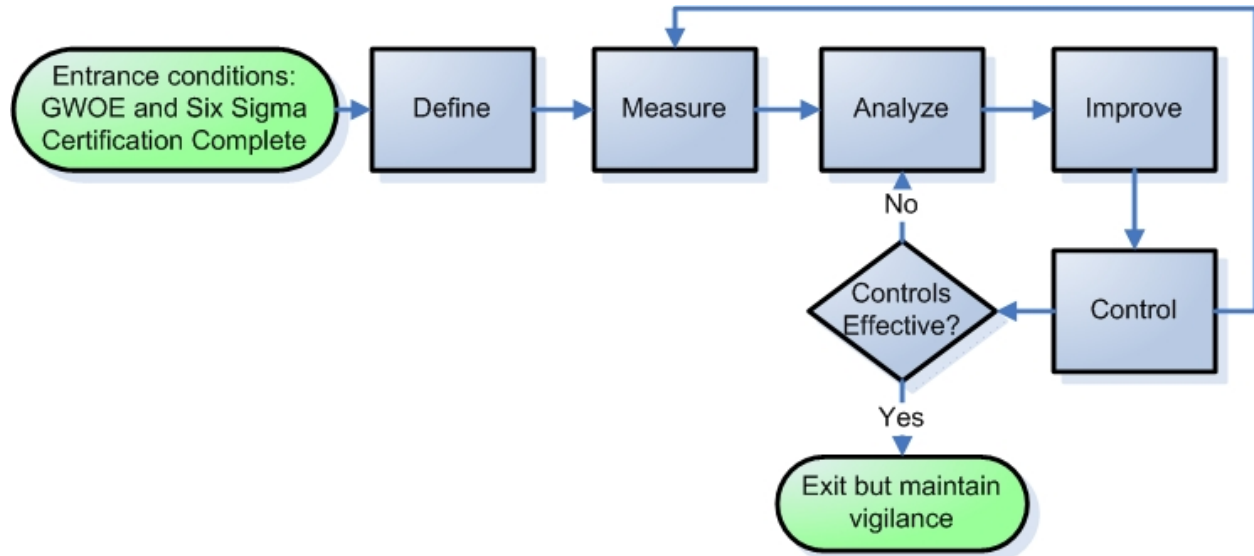 Entrance conditions:
GWOE and Six Sigma
Certification Complete
Define
Measure
Analyze
Improve
No
Controls
Effective?
Control
Yes
Exit but maintain
vigilance